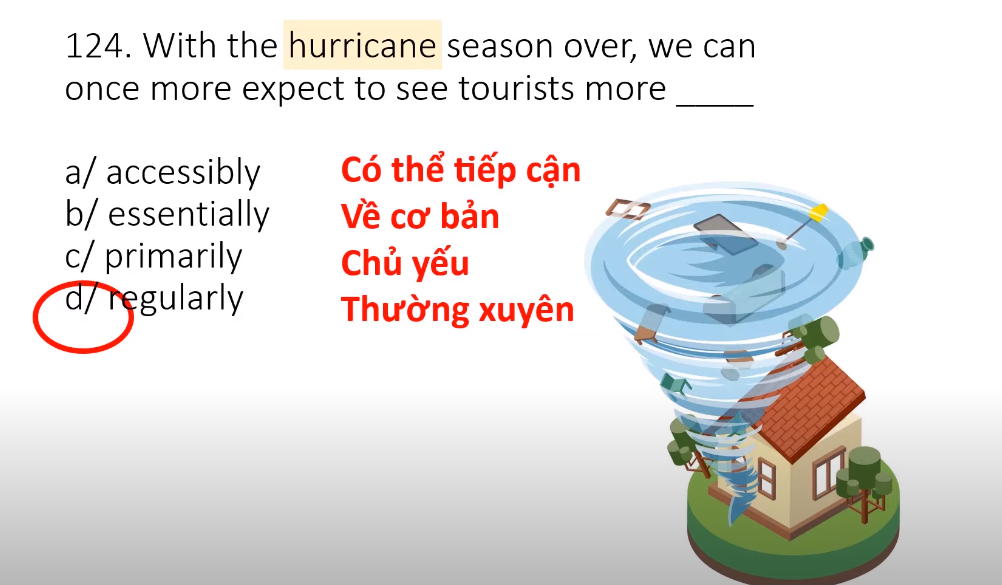 124. With the hurricane season over, we can
once more expect to see tourists more ____
a/ accessibly
Có thể tiếp cận
b/ essentially
Về cơ bản
c/ primarily
Chủ yếu
d/ regularly
Thường xuyên